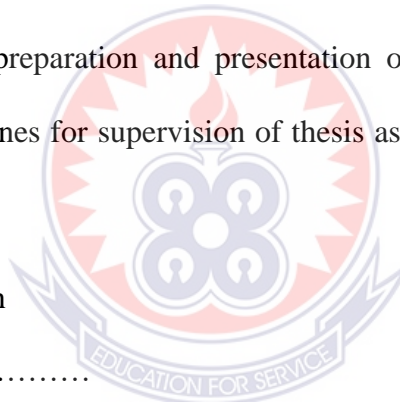 preparation and presentation o
nes for supervision of thesis as
n
EDUCATION FOR SERVICE
………